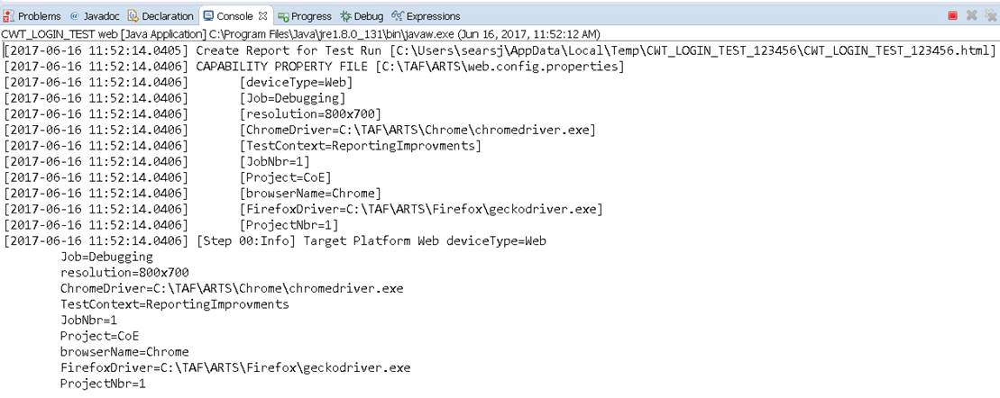 Problems @ Javadoc Declaration Console Progress Debug Expressions
CWT_LOGIN_TEST web [Java Application] C:\Program Files\Java\jre1.8.0_131\bin\javaw.exe (Jun 16, 2017, 11:52:12 AM)
[2017-06-16 11:52:14.0405] Create Report for Test Run [C:\Users\searsj\AppData\Local\Temp\CWT_LOGIN_TEST_123456\CWT_LOGIN_TEST_123456.html]
[2017-06-16 11:52:14.0406] CAPABILITY PROPERTY FILE [C:\TAF\ARTS\web.config.properties]
[2017-06-16 11:52:14.0406] [deviceType=Web]
[2017-06-16 11:52:14.0406] [Job=Debugging]
[2017-06-16 11:52:14.0406] [resolution=800x700]
[2017-06-16 11:52:14.0406] [ChromeDriver=C:\TAF\ARTS\Chrome\chromedriver.exe]
[2017-06-16 11:52:14.0406] [TestContext=ReportingImprovments]
[2017-06-16 11:52:14.0406] [JobNbr=1]
[2017-06-16 11:52:14.0406] [Project=CoE]
[2017-06-16 11:52:14.0406] [browserName=Chrome]
[2017-06-16 11:52:14.0406] [FirefoxDriver=C:\TAF\ARTS\Firefox\geckodriver.exe]
[2017-06-16 11:52:14.0406] [ProjectNbr=1]
[2017-06-16 11:52:14.0406] [Step 00:Info] Target Platform Web deviceType=Web
Job=Debugging
resolution=800x700
ChromeDriver=C:\TAF\ARTS\Chrome\chromedriver.exe
TestContext=ReportingImprovments
JobNbr=1
Project=CoE
browserName=Chrome
FirefoxDriver=C:\TAF\ARTS\Firefox\geckodriver.exe
ProjectNbr=1